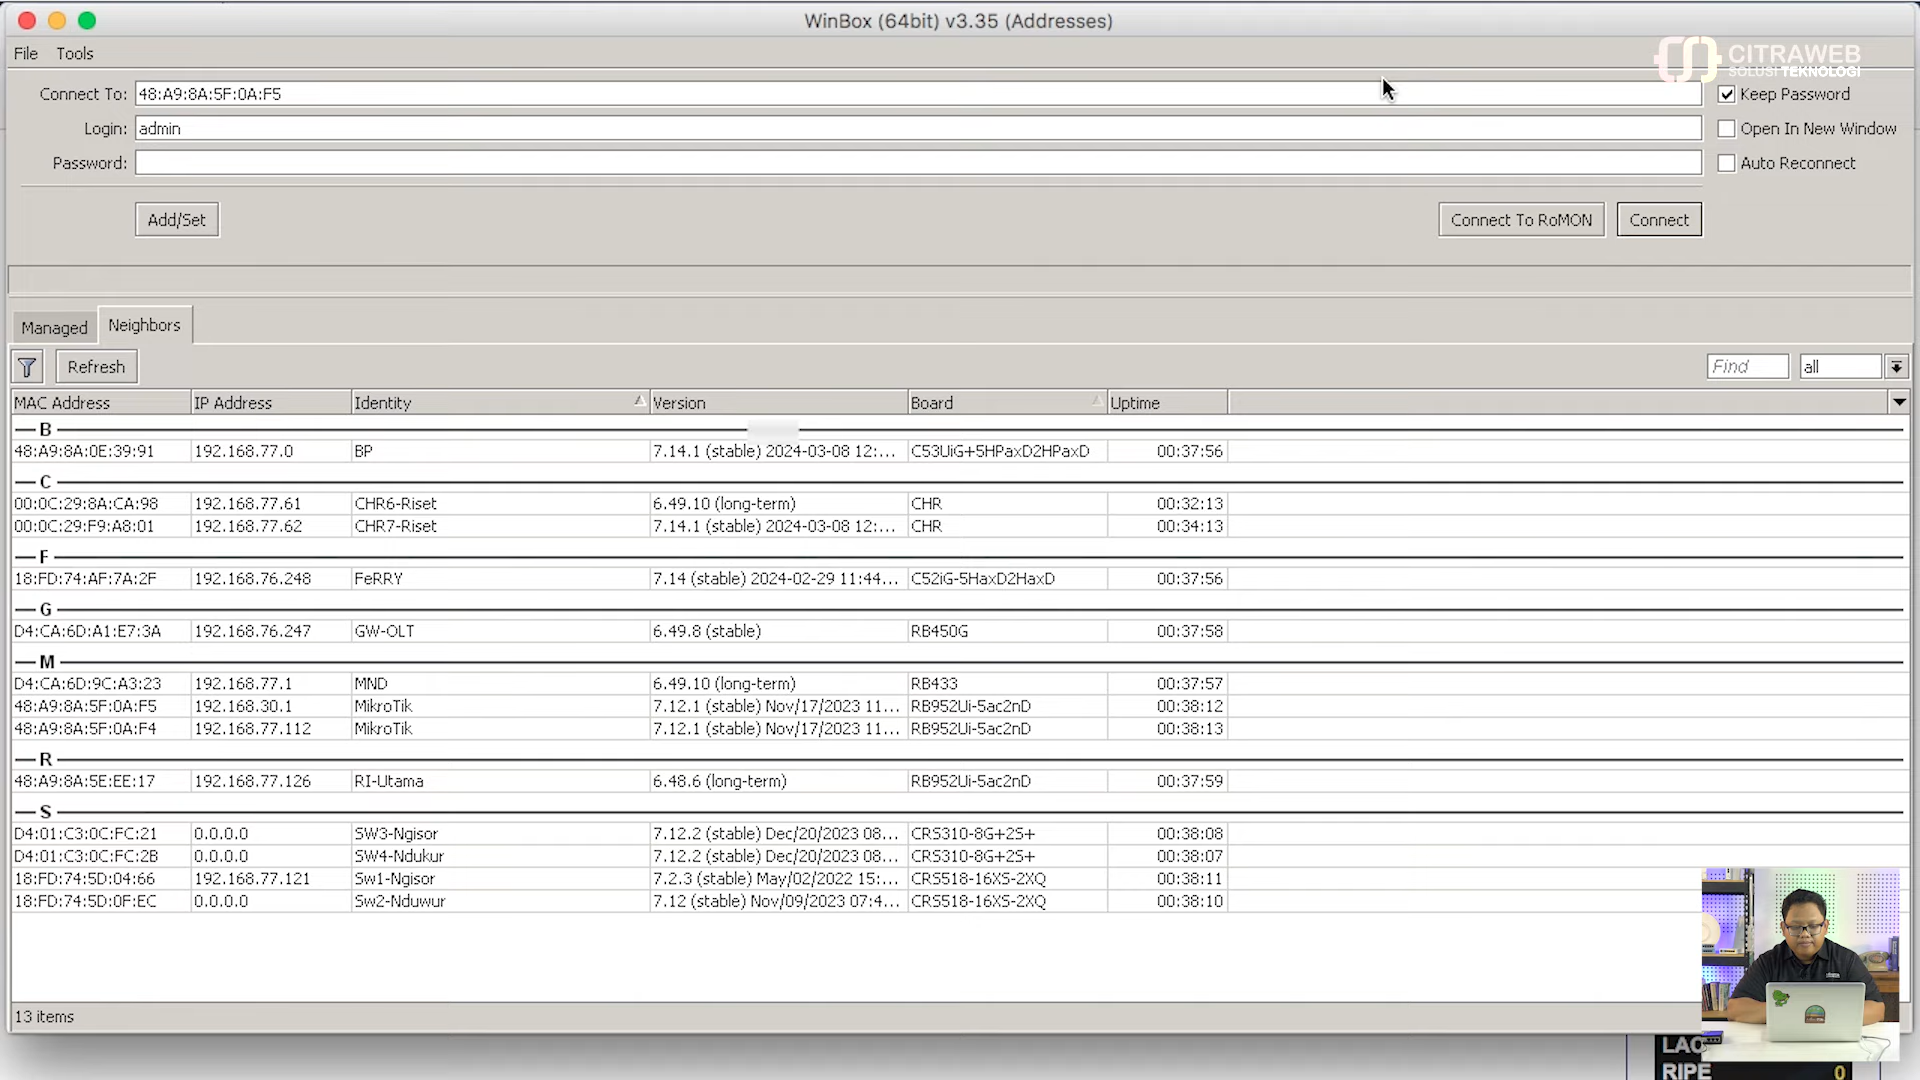 WinBox (64bit) v3.35 (Addresses)
File Tools
CITRAWEB
SOLUSI TEKNOLOGI
Connect To: 48:A9:8A:5F:0A:F5 Keep Password
Login: admin Open In New Window
Password: Auto Reconnect
Add/Set Connect To RoMON Connect
Managed Neighbors
Refresh Find all
MAC Address IP Address Identity Version Board Uptime
B
48:A9:8A:0E:39:91 192.168.77.0 BP 7.14.1 (stable) 2024-03-08 12:... C53UiG+5HPaxD2HPaxD 00:37:56
C
00:0C:29:8A:CA:98 192.168.77.61 CHR6-Riset 6.49.10 (long-term) CHR 00:32:13
00:0C:29:F9:A8:01 192.168.77.62 CHR7-Riset 7.14.1 (stable) 2024-03-08 12:... CHR 00:34:13
F
18:FD:74:AF:7A:2F 192.168.76.248 FeRRY 7.14 (stable) 2024-02-29 11:44... C52iG-5HaxD2HaxD 00:37:56
G
D4:CA:6D:A1:E7:3A 192.168.76.247 GW-OLT 6.49.8 (stable) RB450G 00:37:58
M
D4:CA:6D:9C:A3:23 192.168.77.1 MND 6.49.10 (long-term) RB433 00:37:57
48:A9:8A:5F:0A:F5 192.168.30.1 MikroTik 7.12.1 (stable) Nov/17/2023 11... RB952Ui-5ac2nD 00:38:12
48:A9:8A:5F:0A:F4 192.168.77.112 MikroTik 7.12.1 (stable) Nov/17/2023 11... RB952Ui-5ac2nD 00:38:13
R
48:A9:8A:5E:EE:17 192.168.77.126 RI-Utama 6.48.6 (long-term) RB952Ui-5ac2nD 00:37:59
S
D4:01:C3:0C:FC:21 0.0.0.0 SW3-Ngisor 7.12.2 (stable) Dec/20/2023 08... CRS310-8G+2S+ 00:38:08
D4:01:C3:0C:FC:2B 0.0.0.0 SW4-Ndukur 7.12.2 (stable) Dec/20/2023 08... CRS310-8G+2S+ 00:38:07
18:FD:74:5D:04:66 192.168.77.121 Sw1-Ngisor 7.2.3 (stable) May/02/2022 15:... CRS518-16XS-2XQ 00:38:11
18:FD:74:5D:0F:EC 0.0.0.0 Sw2-Nduwur 7.12 (stable) Nov/09/2023 07:4... CRS518-16XS-2XQ 00:38:10
13 items
RIPE 0